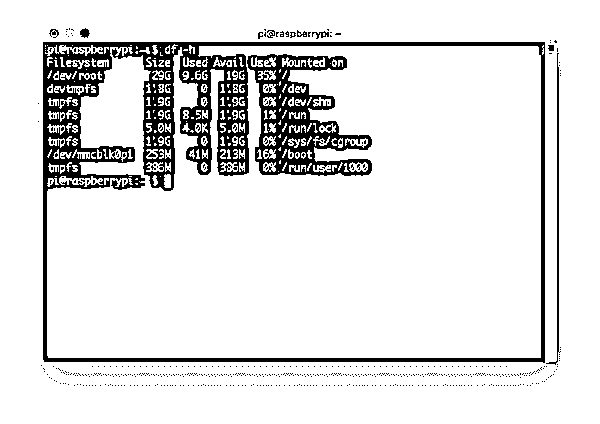 pi@raspberrypi: ~
pi@raspberrypi:~ $ df -h
Filesystem Size Used Avail Use% Mounted on
/dev/root 29G 9.6G 19G 35% /
devtmpfs 1.8G 0 1.8G 0% /dev
tmpfs 1.9G 0 1.9G 0% /dev/shm
tmpfs 1.9G 8.5M 1.9G 1% /run
tmpfs 5.0M 4.0K 5.0M 1% /run/lock
tmpfs 1.9G 0 1.9G 0% /sys/fs/cgroup
/dev/mmcblk0p1 253M 41M 213M 16% /boot
tmpfs 386M 0 386M 0% /run/user/1000
pi@raspberrypi:~ $